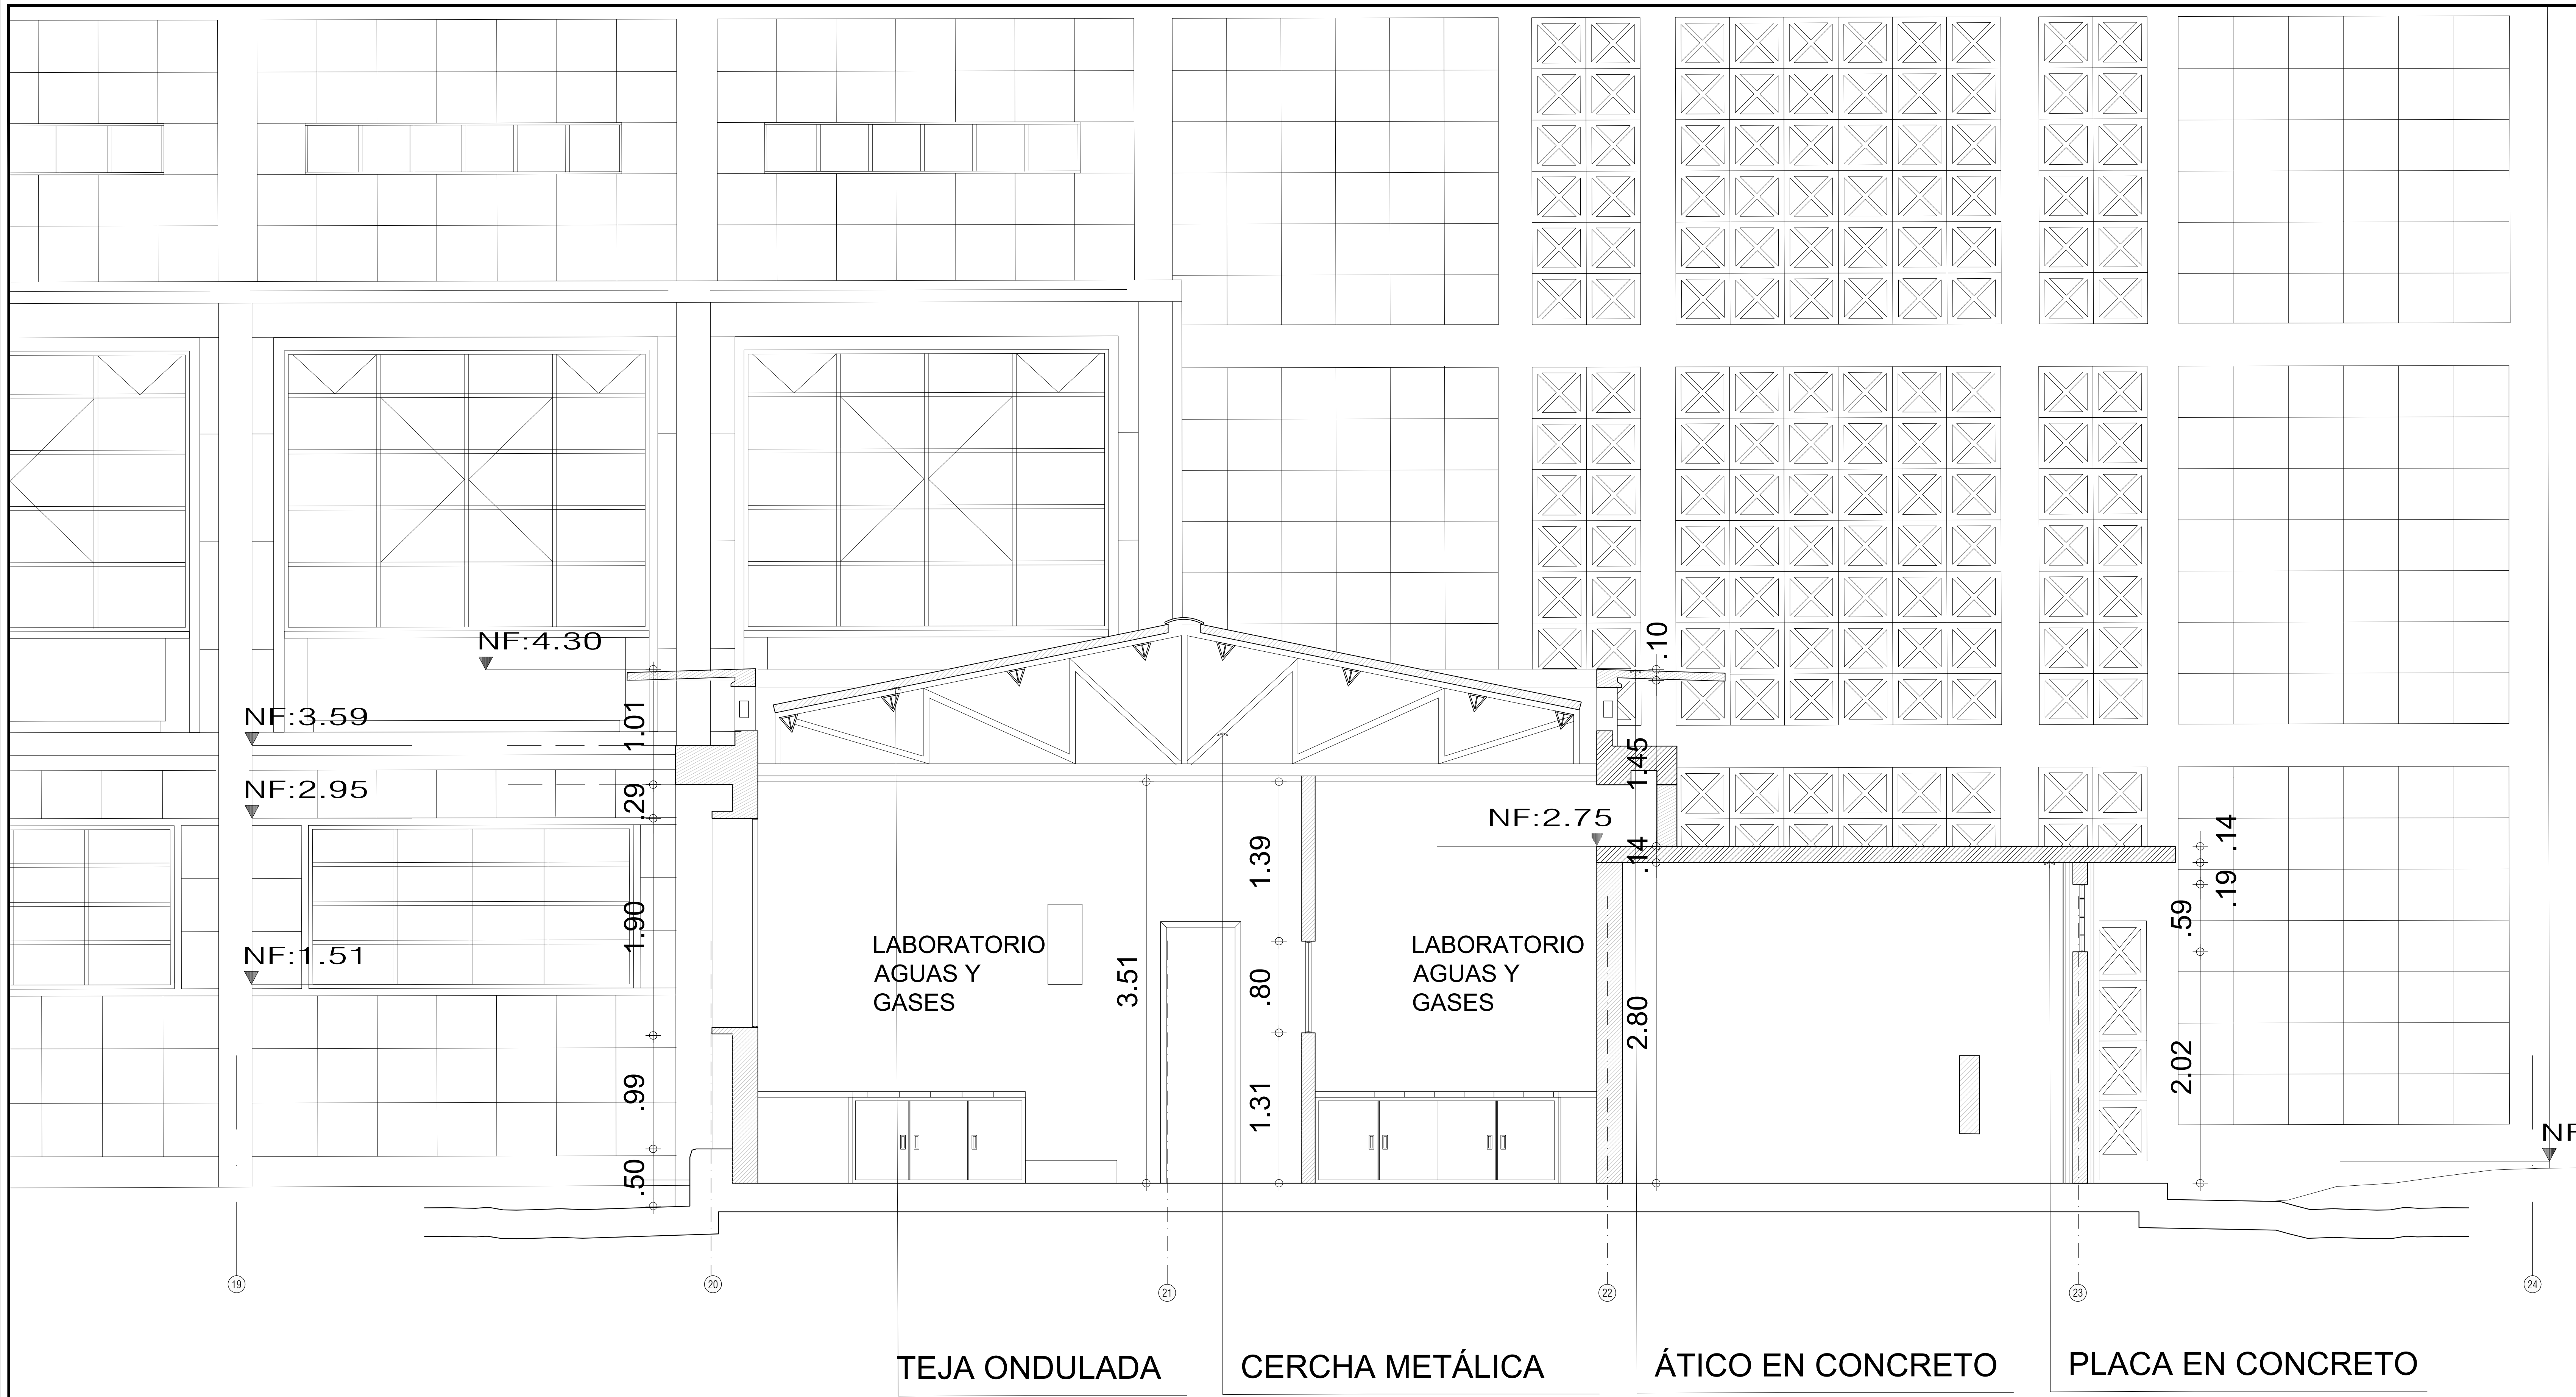 NF:4.30
.10
NF:3.59
1.01
1.45
NF:2.95
.29
NF:2.75
.14
.14
1.39
.19
.59
1.90
LABORATORIO
AGUAS Y
GASES
LABORATORIO
AGUAS Y
GASES
NF:1.51
3.51
.80
2.80
2.02
.99
1.31
NF
.50
19
20
21
22
23
24
TEJA ONDULADA
CERCHA METÁLICA
ÁTICO EN CONCRETO
PLACA EN CONCRETO